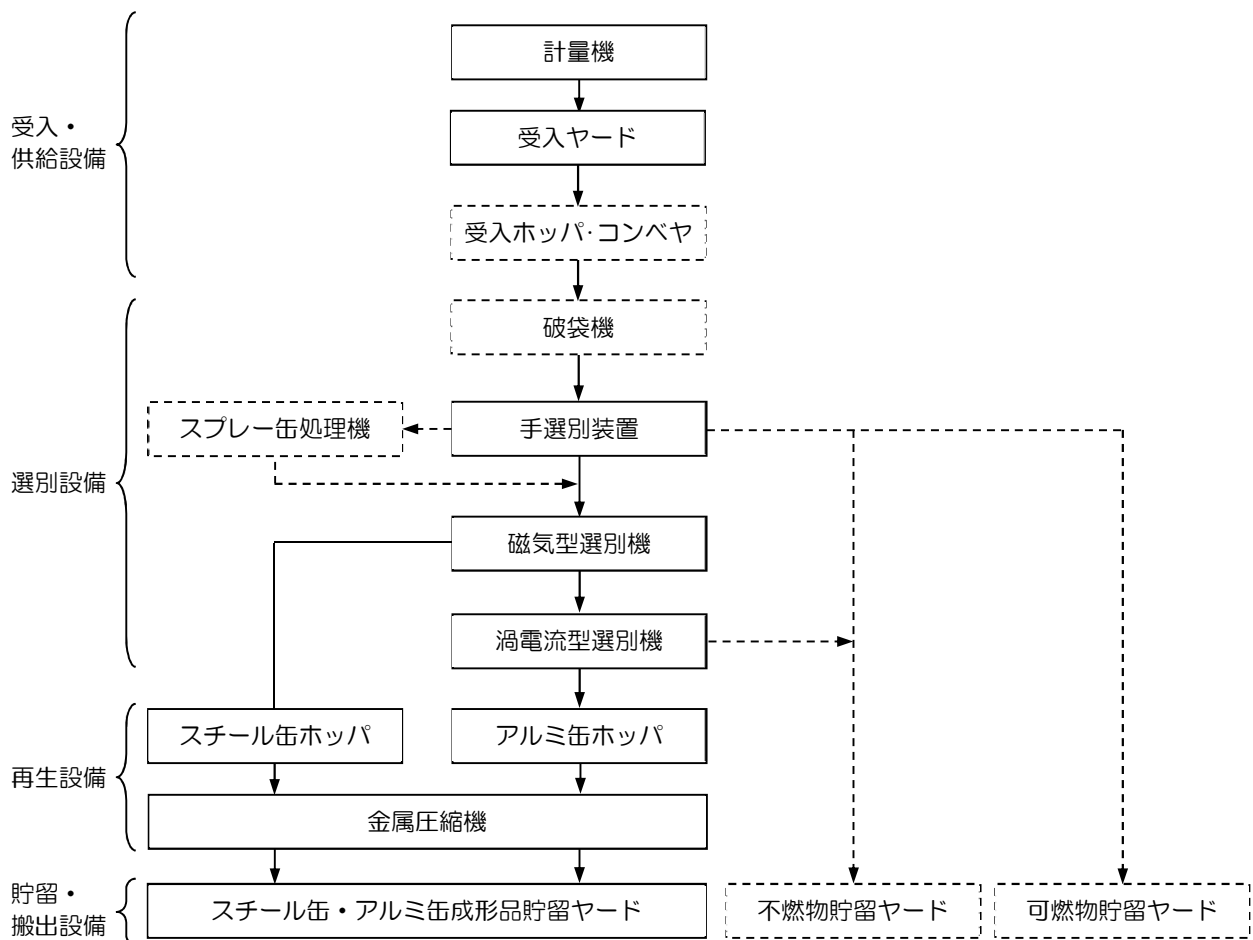 計量機
受入・
供給設備
受入ヤード
受入ホッパ・コンベヤ
破袋機
スプレー缶処理機
手選別装置
選別設備
磁気型選別機
渦電流型選別機
スチール缶ホッパ
アルミ缶ホッパ
再生設備
金属圧縮機
貯留・
搬出設備
スチール缶・アルミ缶成形品貯留ヤード
不燃物貯留ヤード
可燃物貯留ヤード